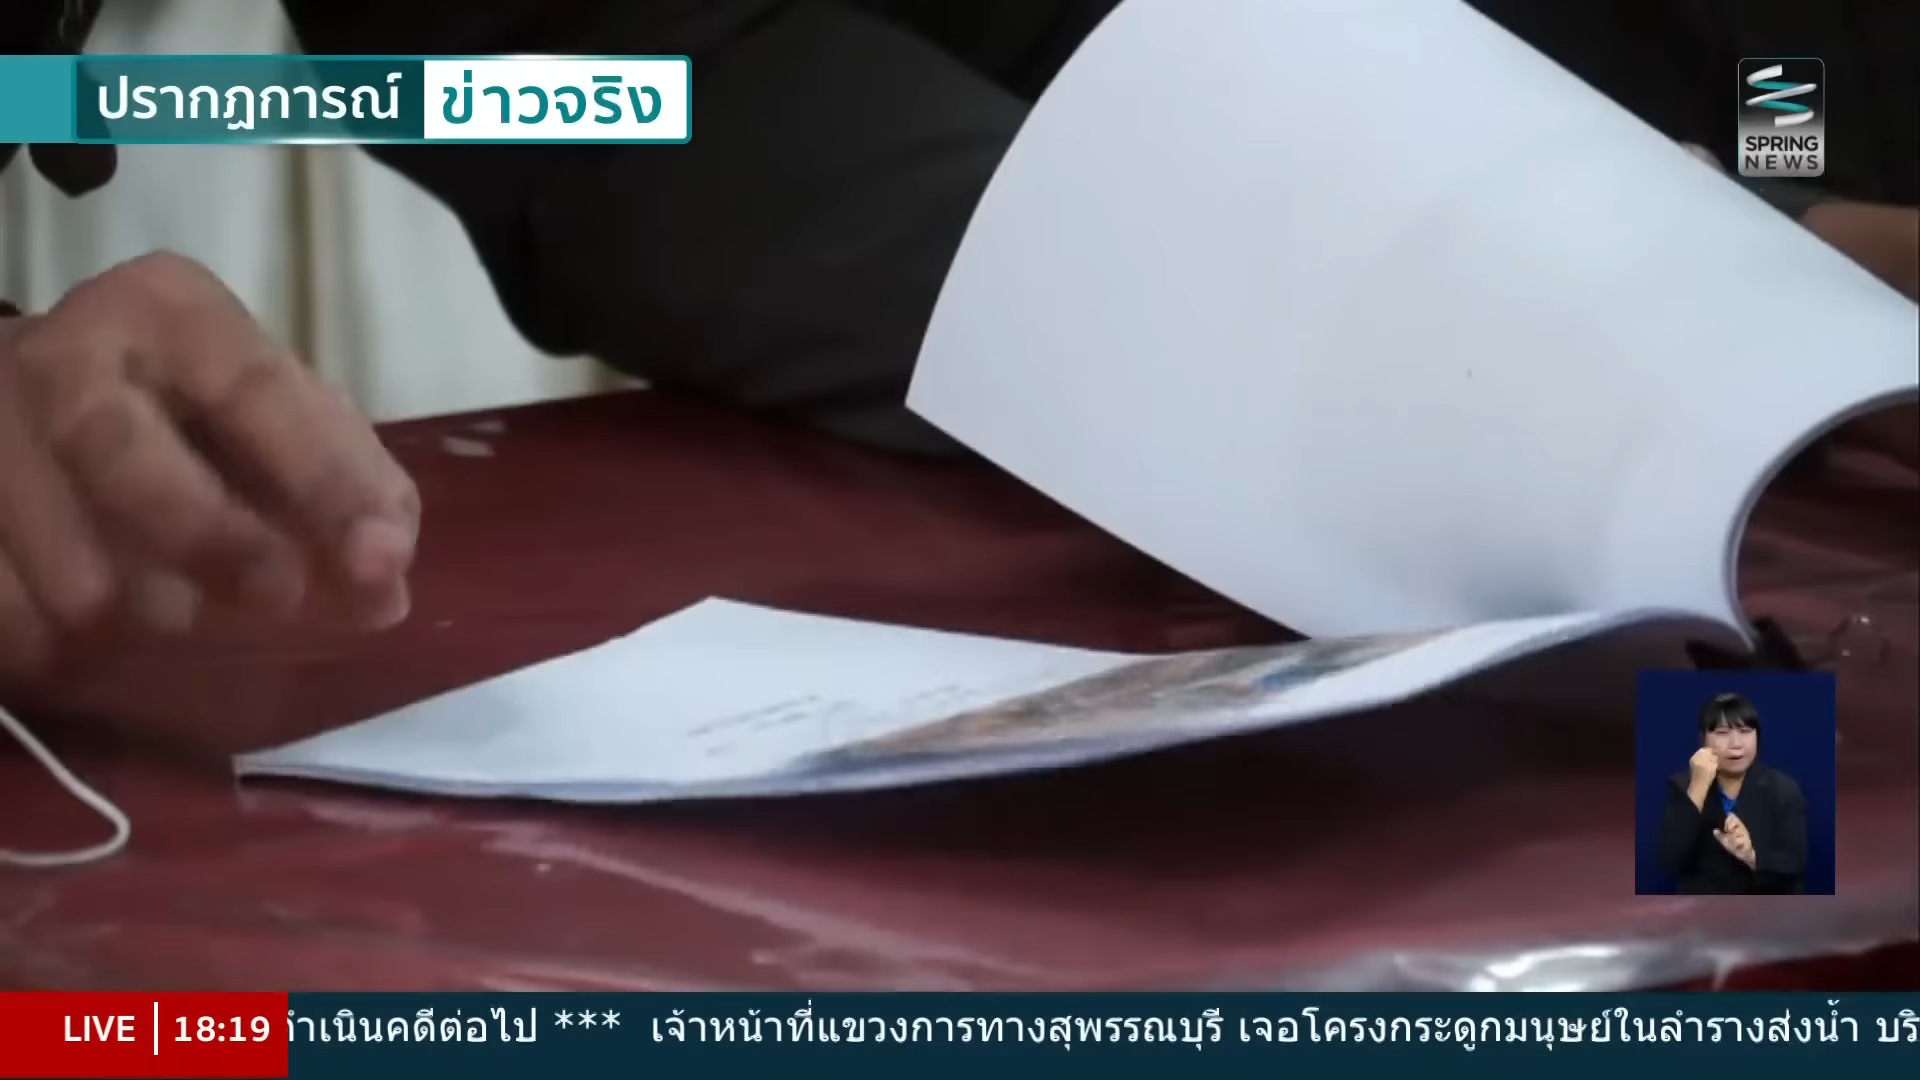 ปรากฏการณ์ ข่าวจริง
SPRING
NEWS
LIVE 18:19 ดำเนินคดีต่อไป *** เจ้าหน้าที่แขวงการทางสุพรรณบุรี เจอโครงกระดูกมนุษย์ในลำรางส่งน้ำ